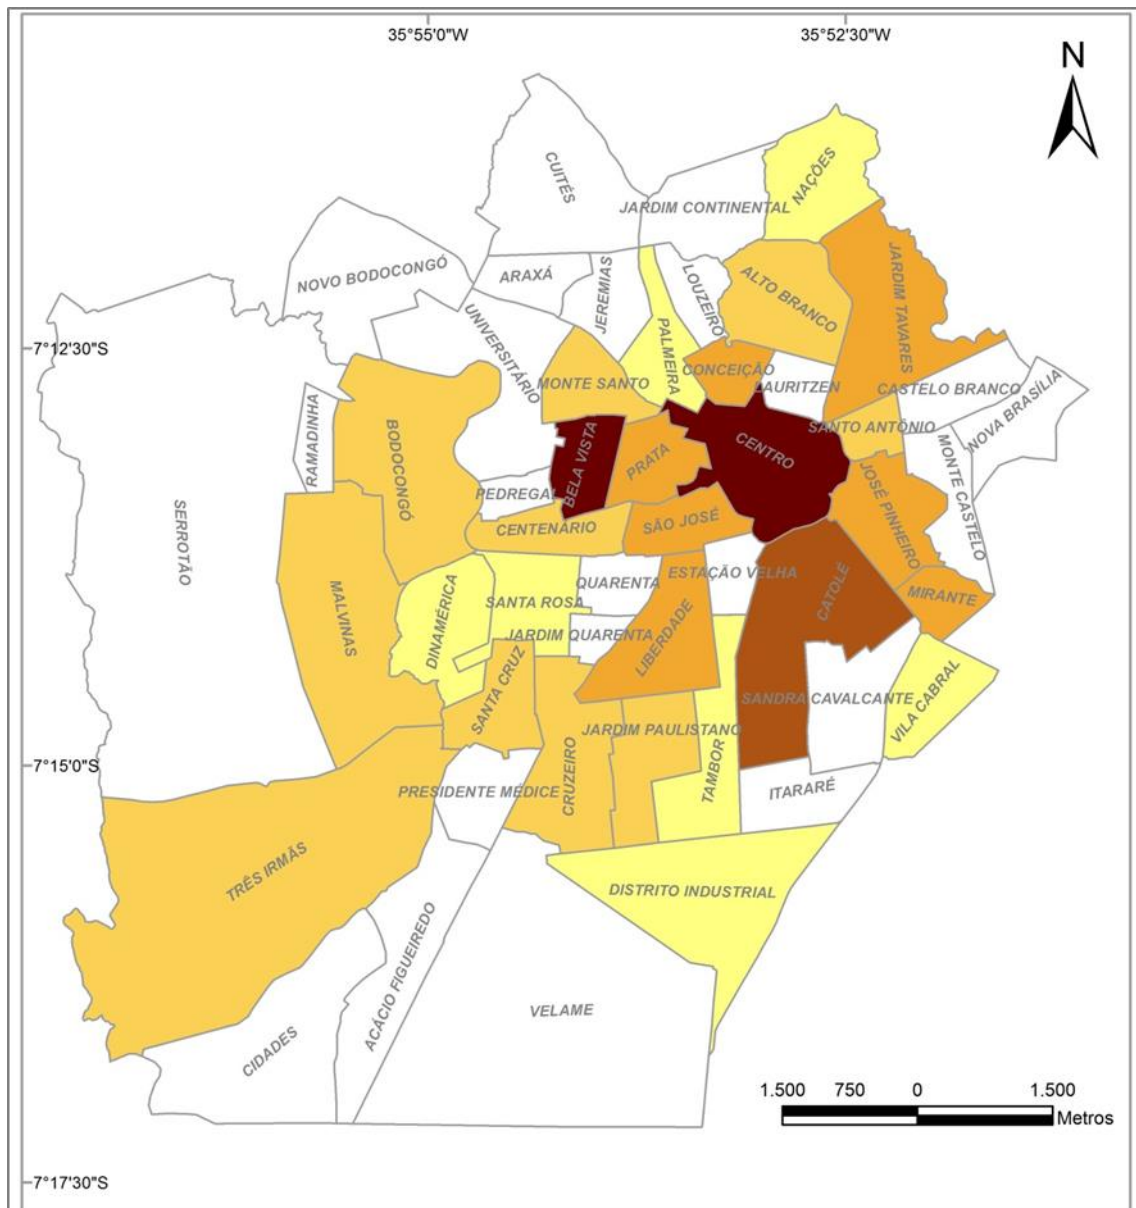 35°55'0"W
35°52'30"W
N
NAÇÕES
CUITÉS
JARDIM CONTINENTAL
NOVO BODOCONGÓ
ARAXÁ
JEREMIAS
LOUZEIRO
ALTO BRANCO
JARDIM TAVARES
UNIVERSITÁRIO
7°12'30"S
PALMEIRA
CONCEIÇÃO
LAURITZEN
CASTELO BRANCO
NOVA BRASÍLIA
MONTE SANTO
RAMADINHA
BODOCONGÓ
BELA VISTA
PRATA
CENTRO
SANTO ANTÔNIO
MONTE CASTELO
JOSÉ PINHEIRO
PEDREGAL
CENTENÁRIO
SÃO JOSÉ
SERROTÃO
MALVINAS
DINAMÉRICA
SANTA ROSA
QUARENTA
ESTAÇÃO VELHA
CATOLÉ
MIRANTE
JARDIM QUARENTA
LIBERDADE
SANTA CRUZ
SANDRA CAVALCANTE
VILA CABRAL
JARDIM PAULISTANO
7°15'0"S
CRUZEIRO
TAMBOR
PRESIDENTE MÉDICE
ITARARÉ
TRÊS IRMÃS
DISTRITO INDUSTRIAL
ACÁCIO FIGUEIREDO
VELAME
CIDADES
1.500 750 0 1.500
Metros
7°17'30"S